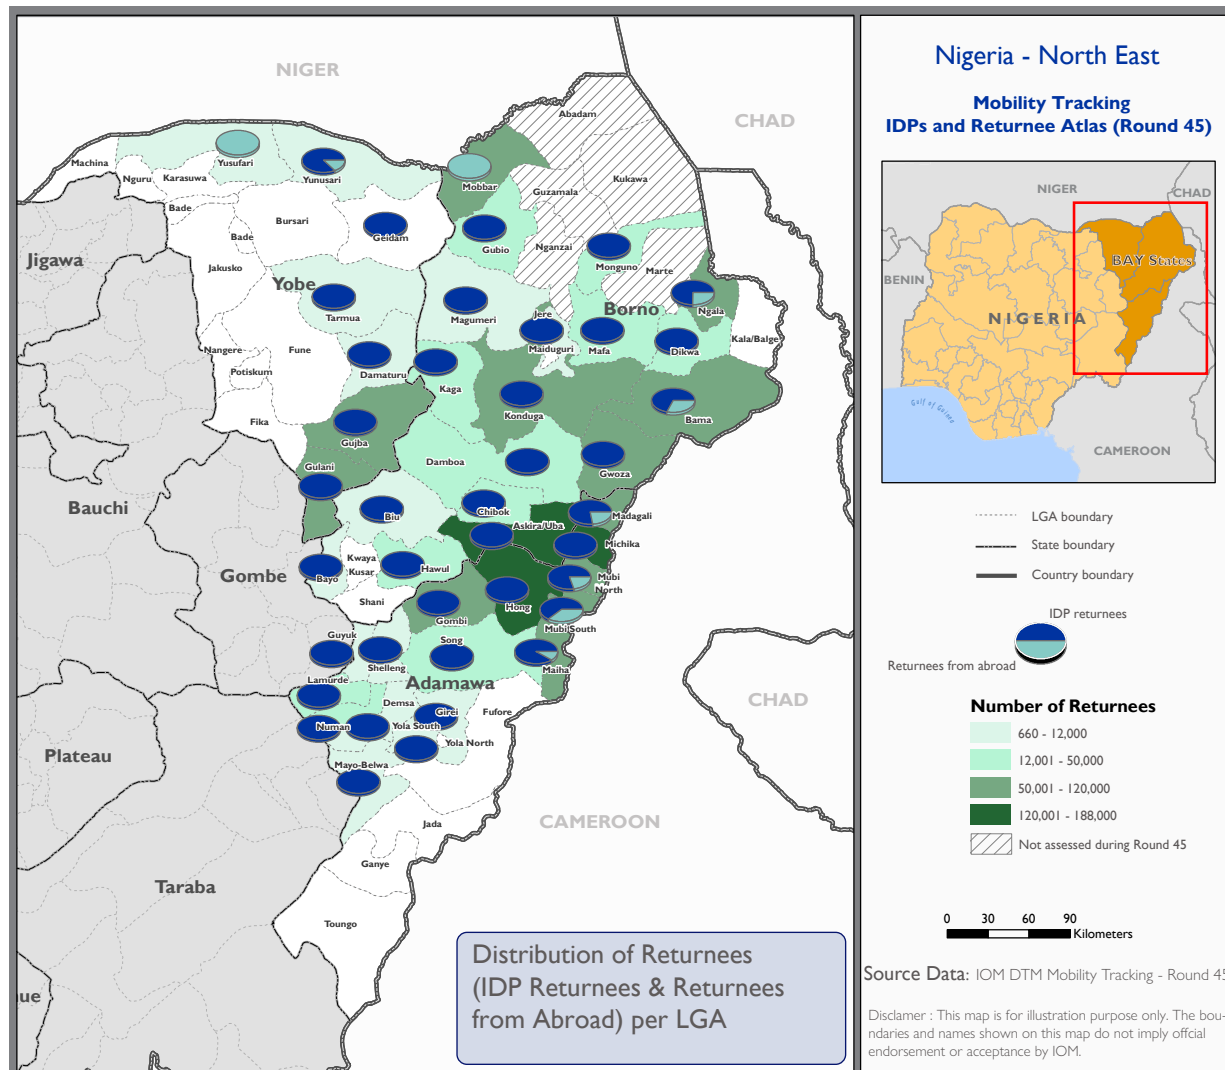 NIGER
CHAD
Abadam
Machina
Yusufari
Nguru
Karasuwa
Yunusari
Mobbar
Kukawa
Guzamala
Bade
Bursari
Geidam
Gubio
Bade
Nganzai
Monguno
Jigawa
Jakusko
Marte
Yobe
Borno
Ngala
Tarmua
Magumeri
Jere
Nangere
Fune
Maiduguri
Mafa
Dikwa
Kala/Balge
Potiskum
Damaturu
Kaga
Konduga
Bama
Fika
Gujba
Gulani
Damboa
Gwoza
Bauchi
Biu
Chibok
Madagali
Askira/Uba
Michika
Kwaya
Kusar
Hawul
Gombe
Bayo
Mubi
North
Shani
Hong
Gombi
Mubi South
Guyuk
Song
Shelleng
Maiha
Lamurde
Adamawa
Demsa
CHAD
Girei
Fufore
Numan
Yola South
Yola North
Plateau
Mayo-Belwa
CAMEROON
Jada
Ganye
Taraba
Toungo
ue
Distribution of Returnees
(IDP Returnees & Returnees
from Abroad) per LGA
Nigeria - North East
Mobility Tracking
IDPs and Returnee Atlas (Round 45)
NIGER
CHAD
BAY States
BENIN
NIGERIA
Gulf of Guinea
CAMEROON
LGA boundary
State boundary
Country boundary
IDP returnees
Returnees from abroad
Number of Returnees
660 - 12,000
12,001 - 50,000
50,001 - 120,000
120,001 - 188,000
Not assessed during Round 45
0 30 60 90
Kilometers
Source Data: IOM DTM Mobility Tracking - Round 45
Disclamer : This map is for illustration purpose only. The bou-
ndaries and names shown on this map do not imply offcial
endorsement or acceptance by IOM.